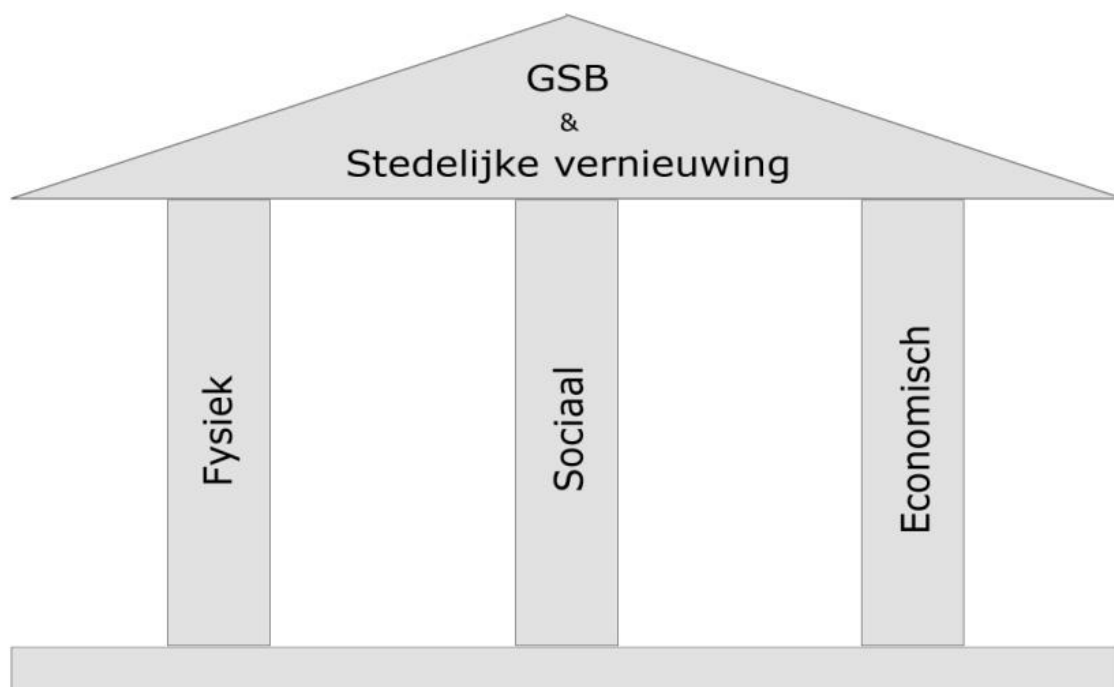 GSB
&
Stedelijke vernieuwing
Fysiek
Sociaal
Economisch